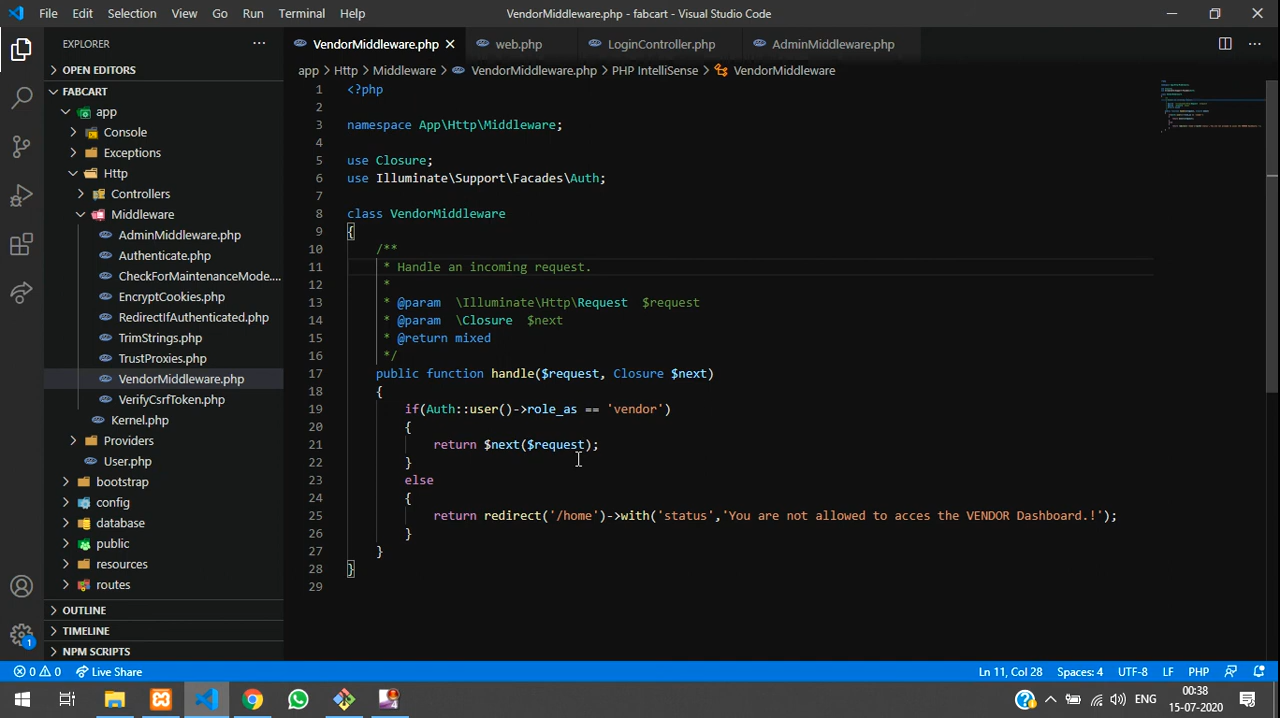 File Edit Selection View Go Run Terminal Help VendorMiddleware.php - fabcart - Visual Studio Code
EXPLORER
VendorMiddleware.php web.php LoginController.php AdminMiddleware.php
OPEN EDITORS
app > Http > Middleware > VendorMiddleware.php > PHP IntelliSense > VendorMiddleware
FABCART
app
Console
Exceptions
Http
Controllers
Middleware
AdminMiddleware.php
Authenticate.php
CheckForMaintenanceMode....
EncryptCookies.php
RedirectIfAuthenticated.php
TrimStrings.php
TrustProxies.php
VendorMiddleware.php
VerifyCsrfToken.php
Kernel.php
Providers
User.php
bootstrap
config
database
public
resources
routes
OUTLINE
TIMELINE
NPM SCRIPTS
1 <?php
2
3 namespace App\Http\Middleware;
4
5 use Closure;
6 use Illuminate\Support\Facades\Auth;
7
8 class VendorMiddleware
9 {
10 /**
11 * Handle an incoming request.
12 *
13 * @param \Illuminate\Http\Request $request
14 * @param \Closure $next
15 * @return mixed
16 */
17 public function handle($request, Closure $next)
18 {
19 if(Auth::user()->role_as == 'vendor')
20 {
21 return $next($request);
22 }
23 else
24 {
25 return redirect('/home')->with('status','You are not allowed to acces the VENDOR Dashboard.!');
26 }
27 }
28 }
29
1
0 0 Live Share Ln 11, Col 28 Spaces: 4 UTF-8 LF PHP
4
ENG
00:38
15-07-2020